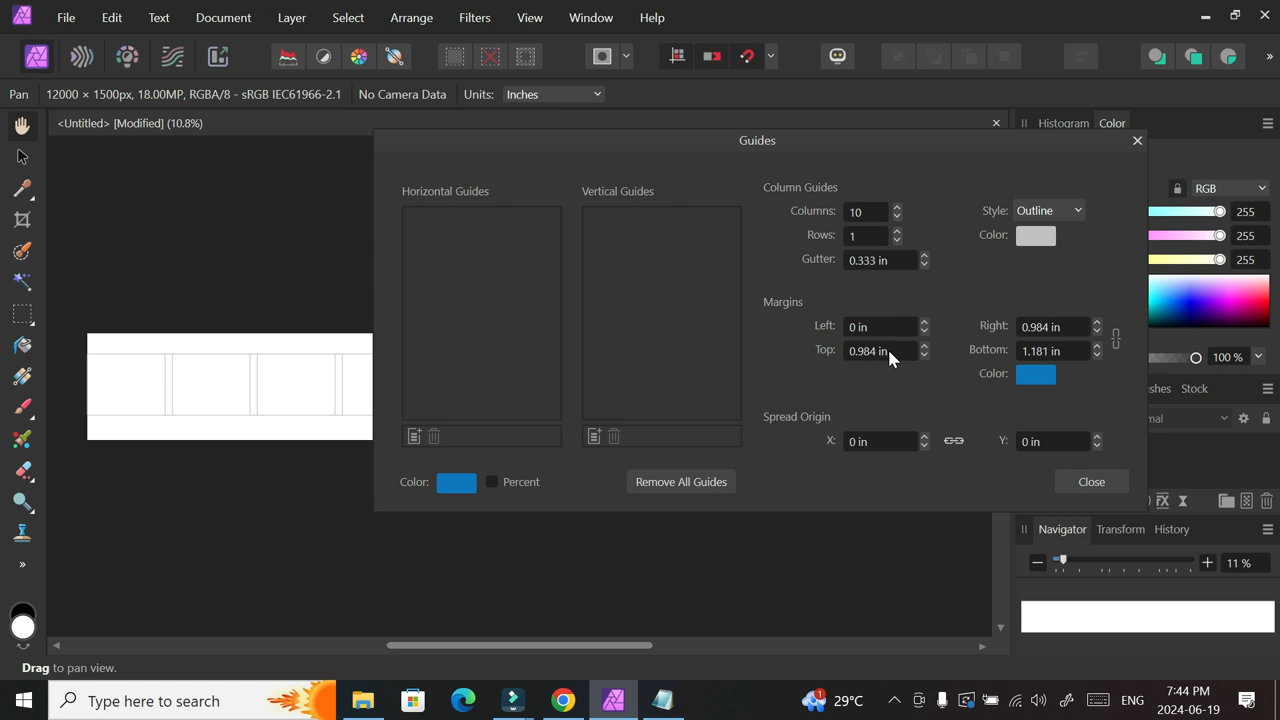 File Edit Text Document Layer Select Arrange Filters View Window Help
Pan 12000 × 1500px, 18.00MP, RGBA/8 - sRGB IEC61966-2.1 No Camera Data Units: Inches
<Untitled> [Modified] (10.8%)
Histogram Color
Guides
Horizontal Guides Vertical Guides
Column Guides
Columns: 10 Style: Outline
Rows: 1 Color:
Gutter: 0.333 in
RGB
255
255
255
Margins
Left: 0 in Right: 0.984 in
Top: 0.984 in Bottom: 1.181 in
Color:
100 %
Stock
Spread Origin
X: 0 in Y: 0 in
Color: Percent Remove All Guides Close
Navigator Transform History
11 %
Drag to pan view.
Type here to search
1
29°C
ENG
7:44 PM
2024-06-19